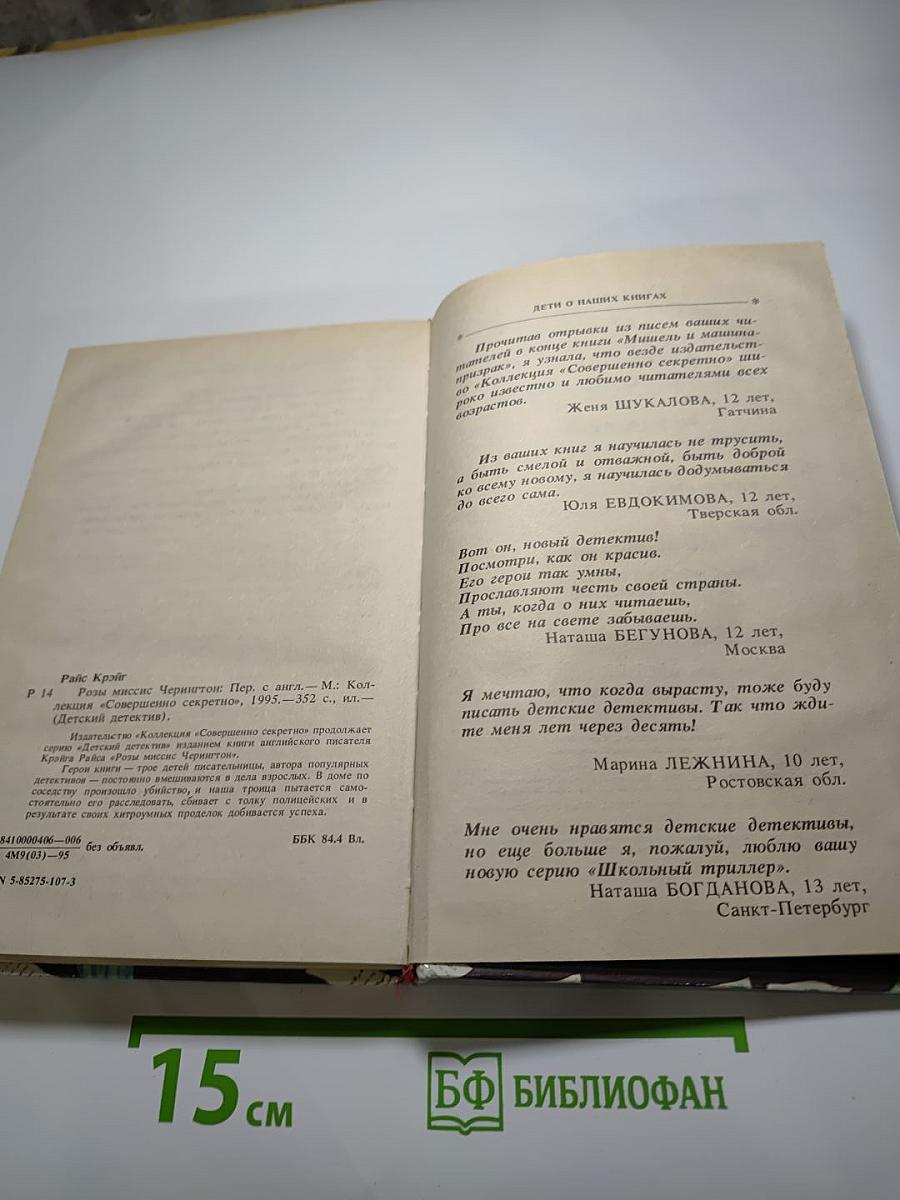 Райс Крэйг
Р 14 Розы миссис Черингтон: Пер. с англ.— М.: Кол-
лекция «Совершенно секретно», 1995.—352 с., ил.—
(Детский детектив).
Издательство «Коллекция «Совершенно секретно» продолжает
серию «Детский детектив» изданием книги английского писателя
Крэйга Райса «Розы миссис Черингтон».
Герои книги — трое детей писательницы, автора популярных
детективов — постоянно вмешиваются в дела взрослых. В доме по
соседству произошло убийство, и наша троица пытается само-
стоятельно его расследовать, сбивает с толку полицейских и в
результате своих хитроумных проделок добивается успеха.
8410000406—006
4М9(03)—95
без объявл.
ББК 84.4 Вл.
N 5-85275-107-3
ДЕТИ О НАШИХ КНИГАХ
Прочитав отрывки из писем ваших чи-
тателей в конце книги «Мишель и машина-
призрак», я узнала, что везде издательст-
во «Коллекция «Совершенно секретно» ши-
роко известно и любимо читателями всех
возрастов.
Женя ШУКАЛОВА, 12 лет,
Гатчина
Из ваших книг я научилась не трусить,
а быть смелой и отважной, быть доброй
ко всему новому, я научилась додумываться
до всего сама.
Юля ЕВДОКИМОВА, 12 лет,
Тверская обл.
Вот он, новый детектив!
Посмотри, как он красив.
Его герои так умны,
Прославляют честь своей страны.
А ты, когда о них читаешь,
Про все на свете забываешь.
Наташа БЕГУНОВА, 12 лет,
Москва
Я мечтаю, что когда вырасту, тоже буду
писать детские детективы. Так что жди-
те меня лет через десять!
Марина ЛЕЖНИНА, 10 лет,
Ростовская обл.
Мне очень нравятся детские детективы,
но еще больше я, пожалуй, люблю вашу
новую серию «Школьный триллер».
Наташа БОГДАНОВА, 13 лет,
Санкт-Петербург
15 см
БФ БИБЛИОФАН